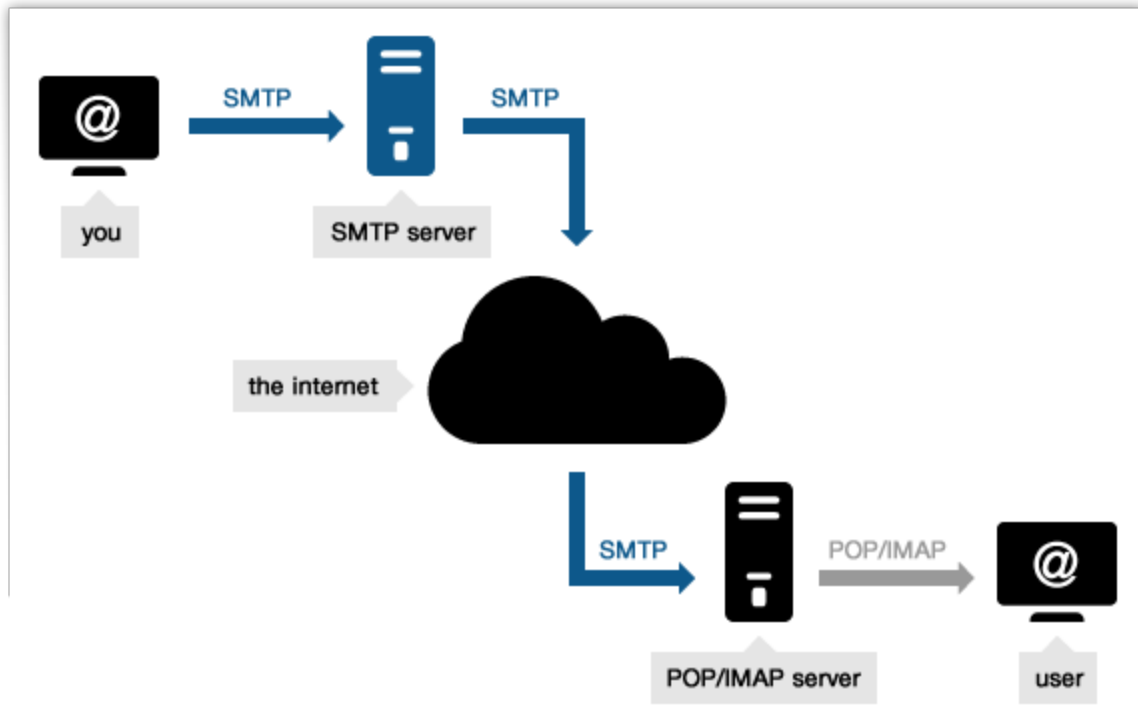 @
SMTP
SMTP
you
SMTP server
the internet
SMTP
POP/IMAP
@
POP/IMAP server
user